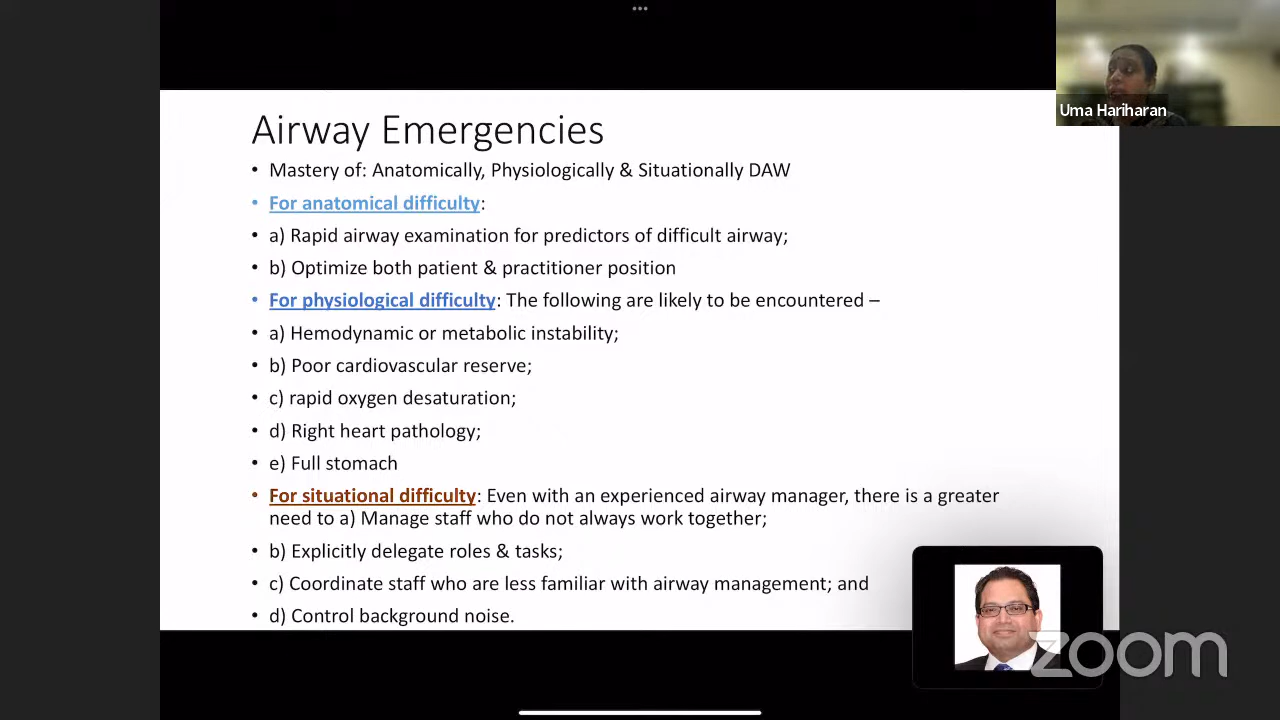 Uma Hariharan
Airway Emergencies
• Mastery of: Anatomically, Physiologically & Situationally DAW
• For anatomical difficulty:
• a) Rapid airway examination for predictors of difficult airway;
• b) Optimize both patient & practitioner position
• For physiological difficulty: The following are likely to be encountered –
• a) Hemodynamic or metabolic instability;
• b) Poor cardiovascular reserve;
• c) rapid oxygen desaturation;
• d) Right heart pathology;
• e) Full stomach
• For situational difficulty: Even with an experienced airway manager, there is a greater
need to a) Manage staff who do not always work together;
• b) Explicitly delegate roles & tasks;
• c) Coordinate staff who are less familiar with airway management; and
• d) Control background noise.
zoom